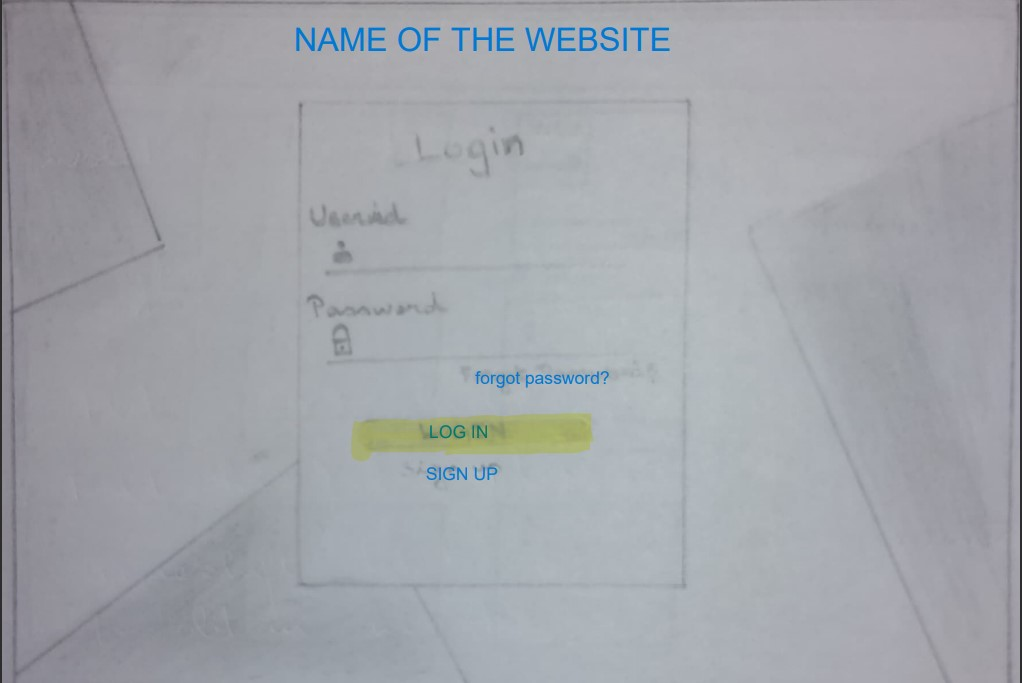 NAME OF THE WEBSITE
Login
Userid
Password
forgot password?
LOG IN
SIGN UP